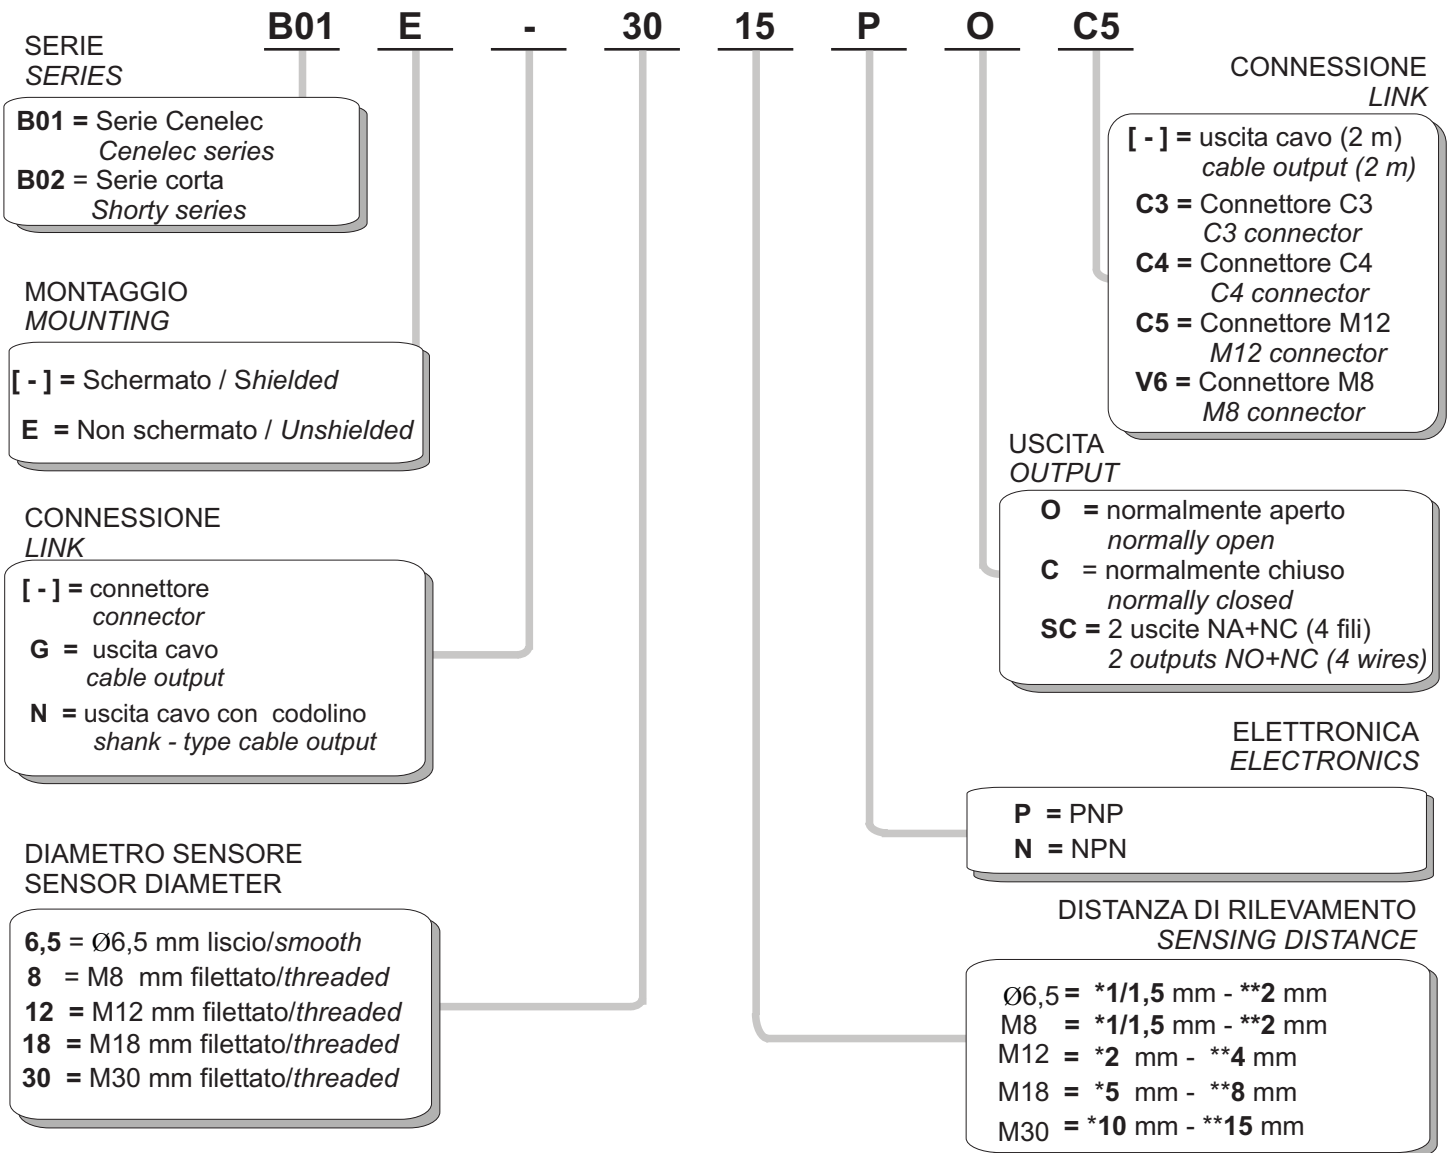 B01 E - 30 15 P O C5
SERIE
SERIES
B01 = Serie Cenelec
Cenelec series
B02 = Serie corta
Shorty series
MONTAGGIO
MOUNTING
[ - ] = Schermato / Shielded
E = Non schermato / Unshielded
CONNESSIONE
LINK
[ - ] = connettore
connector
G = uscita cavo
cable output
N = uscita cavo con codolino
shank - type cable output
DIAMETRO SENSORE
SENSOR DIAMETER
6,5 = Ø6,5 mm liscio/smooth
8 = M8 mm filettato/threaded
12 = M12 mm filettato/threaded
18 = M18 mm filettato/threaded
30 = M30 mm filettato/threaded
CONNESSIONE
LINK
[ - ] = uscita cavo (2 m)
cable output (2 m)
C3 = Connettore C3
C3 connector
C4 = Connettore C4
C4 connector
C5 = Connettore M12
M12 connector
V6 = Connettore M8
M8 connector
USCITA
OUTPUT
O = normalmente aperto
normally open
C = normalmente chiuso
normally closed
SC = 2 uscite NA+NC (4 fili)
2 outputs NO+NC (4 wires)
ELETTRONICA
ELECTRONICS
P = PNP
N = NPN
DISTANZA DI RILEVAMENTO
SENSING DISTANCE
Ø6,5 = *1/1,5 mm - **2 mm
M8 = *1/1,5 mm - **2 mm
M12 = *2 mm - **4 mm
M18 = *5 mm - **8 mm
M30 = *10 mm - **15 mm